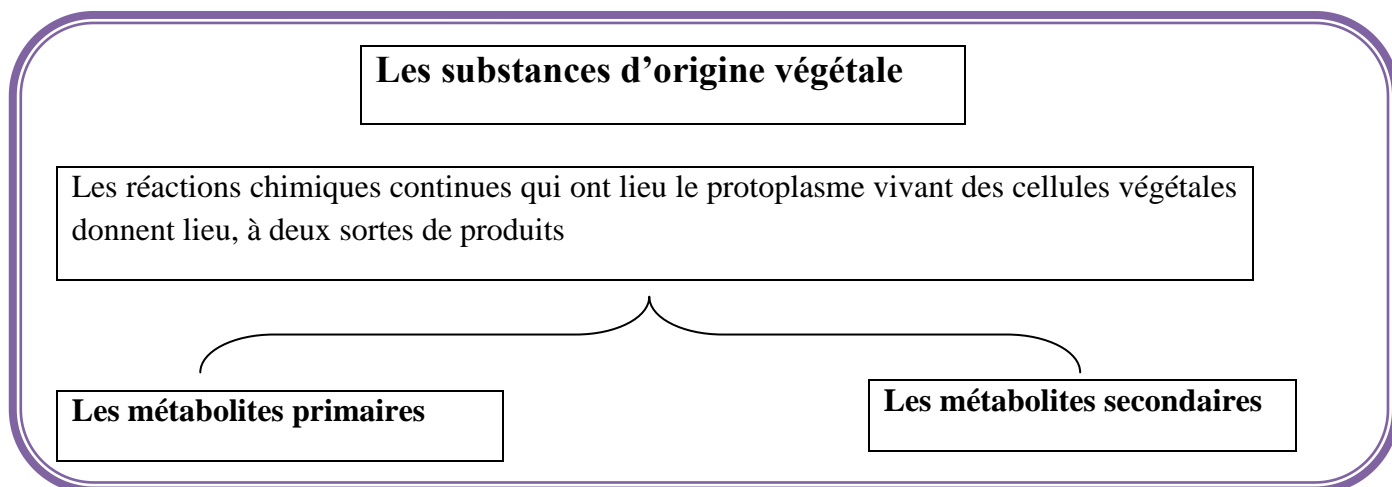 Les substances d’origine végétale
Les réactions chimiques continues qui ont lieu le protoplasme vivant des cellules végétales
donnent lieu, à deux sortes de produits
Les métabolites primaires
Les métabolites secondaires